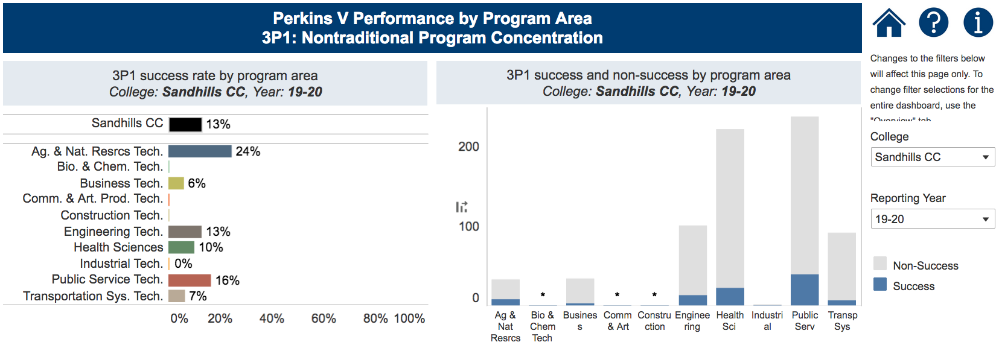 Perkins V Performance by Program Area
3P1: Nontraditional Program Concentration
3P1 success rate by program area
College: Sandhills CC, Year: 19-20
Sandhills CC 13%
Ag. & Nat. Resrcs Tech. 24%
Bio. & Chem. Tech.
Business Tech. 6%
Comm. & Art. Prod. Tech.
Construction Tech.
Engineering Tech. 13%
Health Sciences 10%
Industrial Tech. 0%
Public Service Tech. 16%
Transportation Sys. Tech. 7%
0% 20% 40% 60% 80% 100%
3P1 success and non-success by program area
College: Sandhills CC, Year: 19-20
200
100
0
* * *
Ag & Nat Resrcs
Bio & Chem Tech
Busines s
Comm & Art
Constru ction
Enginee ring
Health Sci
Industri al
Public Serv
Transp Sys
Changes to the filters below
will affect this page only. To
change filter selections for the
entire dashboard, use the
"Overview" tab
College
Sandhills CC
Reporting Year
19-20
Non-Success
Success